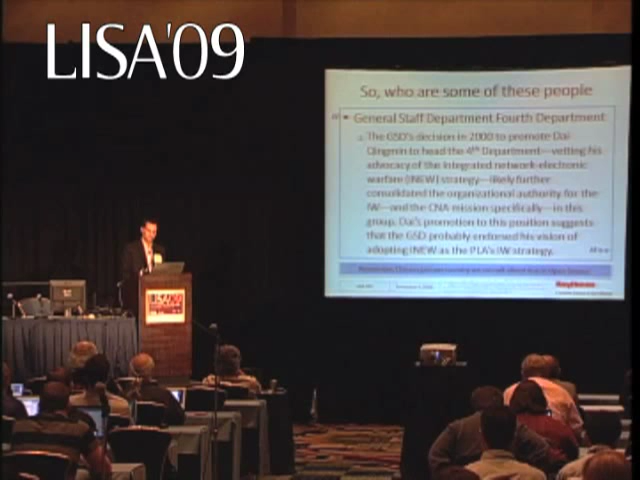 LISA'09
So, who are some of these people
General Staff Department Fourth Department
The GSD's decision in 2000 to promote Dai
Qingmin to head the 4th Department—vetting his
advocacy of the integrated network-electronic
warfare (INEW) strategy—likely further
consolidated the organizational authority for the
IW—and the CNA mission specifically—in this
group. Dai's promotion to this position suggests
that the GSD probably endorsed his vision of
adopting INEW as the PLA's IW strategy.
Raytheon
LISA'09